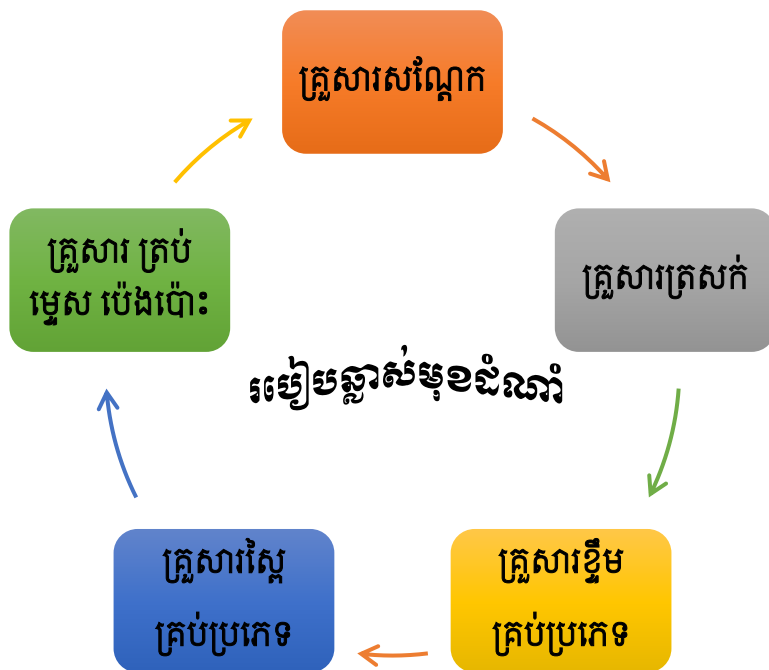 គ្រួសារសណ្តែក
គ្រួសារត្រសក់
គ្រួសារខ្ទឹម
គ្រប់ប្រភេទ
គ្រួសារស្ពៃ
គ្រប់ប្រភេទ
គ្រួសារ ត្រប់
ម្ទេស ប៉េងប៉ោះ
របៀបឆ្លាស់មុខដំណាំ